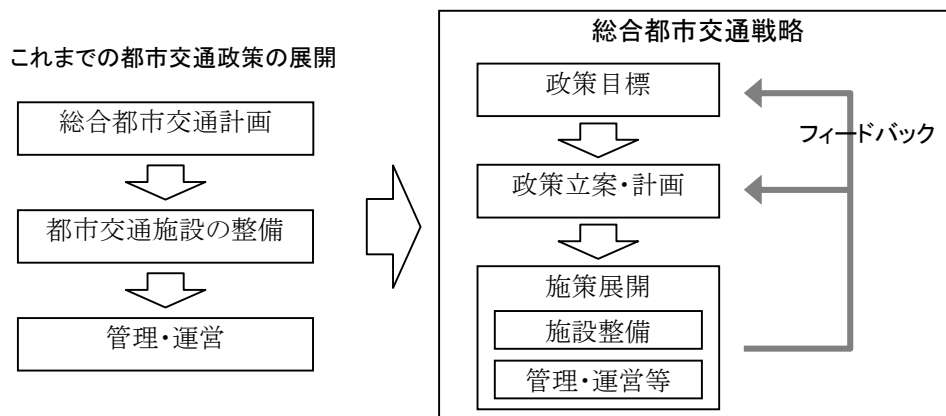 これまでの都市交通政策の展開
総合都市交通計画
都市交通施設の整備
管理・運営
総合都市交通戦略
政策目標
フィードバック
政策立案・計画
施策展開
施設整備
管理・運営等